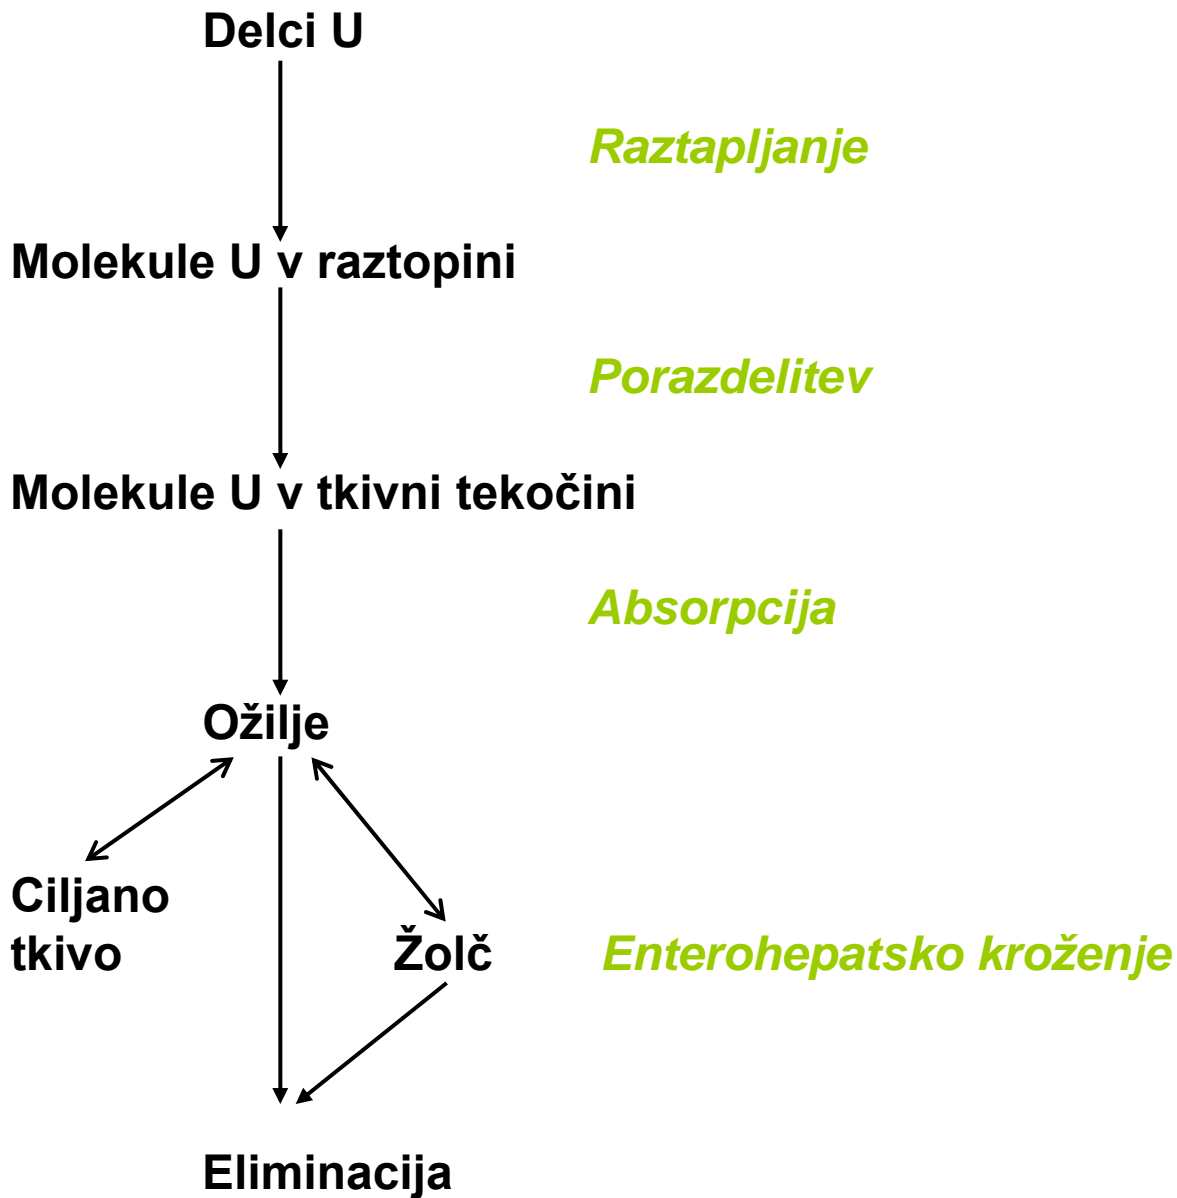 Delci U
Raztapljanje
Molekule U v raztopini
Porazdelitev
Molekule U v tkivni tekočini
Absorpcija
Ožilje
Ciljano
tkivo
Žolč
Enterohepatsko kroženje
Eliminacija